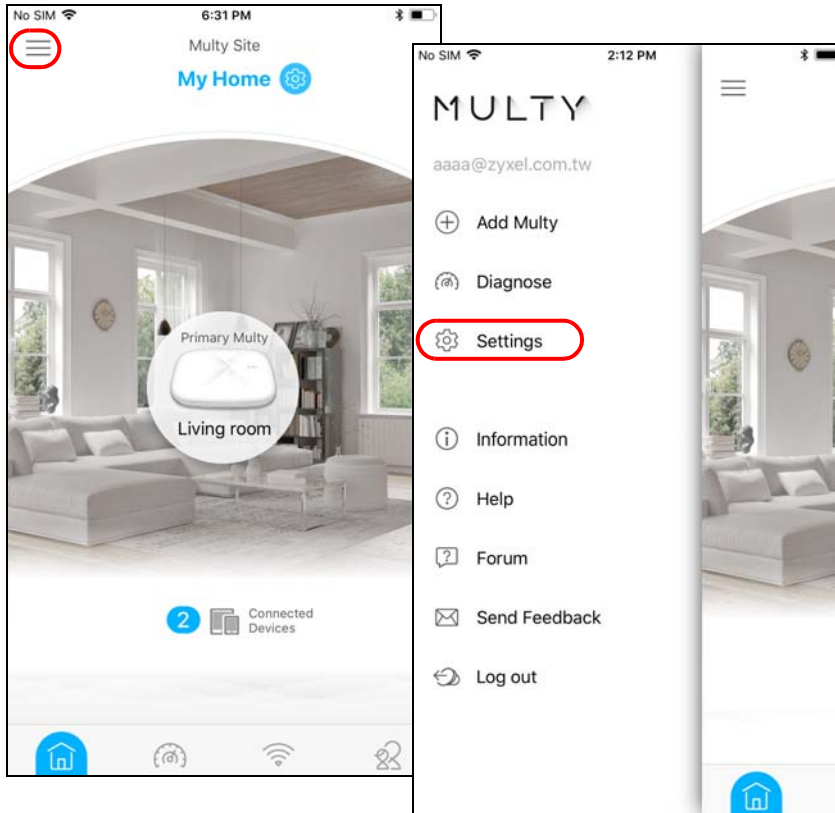 No SIM 6:31 PM
Multy Site
My Home
Primary Multy
Living room
2 Connected
Devices
No SIM 2:12 PM
MULTY
aaaa@zyxel.com.tw
Add Multy
Diagnose
Settings
Information
Help
Forum
Send Feedback
Log out